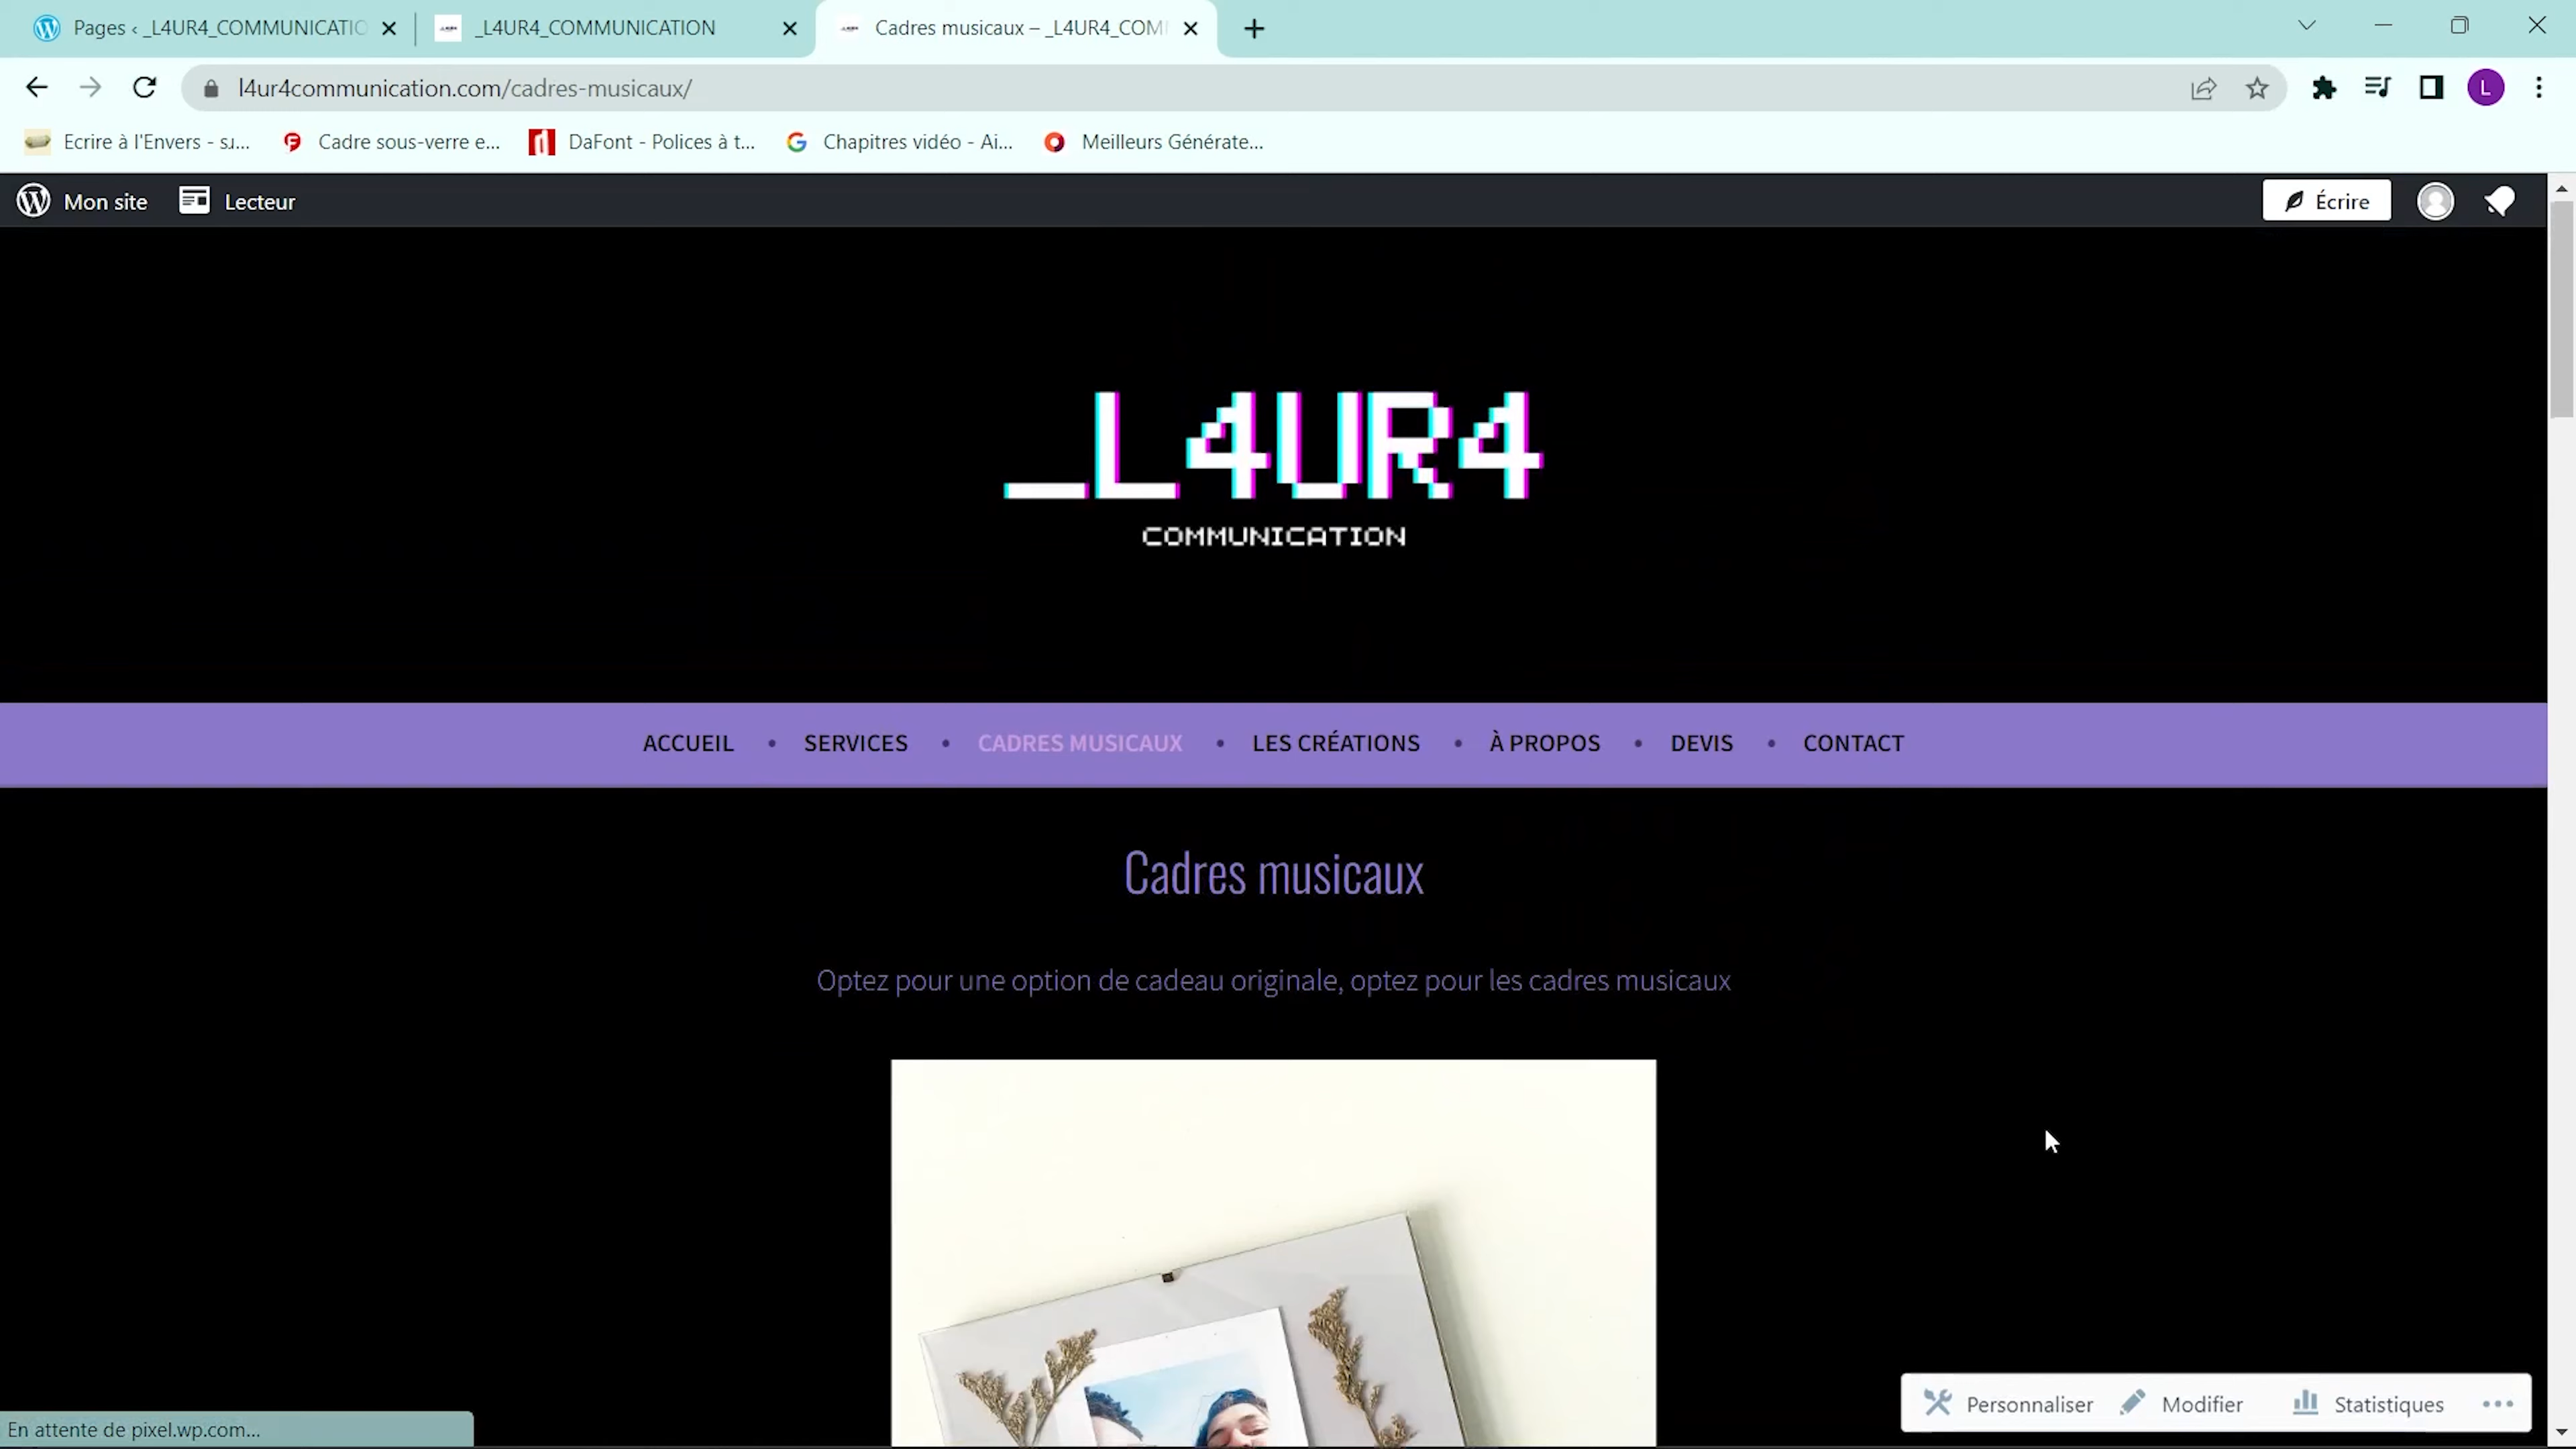 Pages ‹ _L4UR4_COMMUNICATIO
_L4UR4_COMMUNICATION
Cadres musicaux – _L4UR4_COM
l4ur4communication.com/cadres-musicaux/
L
Ecrire à l'Envers - sɹ...
Cadre sous-verre e...
DaFont - Polices à t...
Chapitres vidéo - Ai...
Meilleurs Générate...
Mon site
Lecteur
Écrire
_L4UR4
COMMUNICATION
ACCUEIL • SERVICES • CADRES MUSICAUX • LES CRÉATIONS • À PROPOS • DEVIS • CONTACT
Cadres musicaux
Optez pour une option de cadeau originale, optez pour les cadres musicaux
Personnaliser
Modifier
Statistiques
En attente de pixel.wp.com...